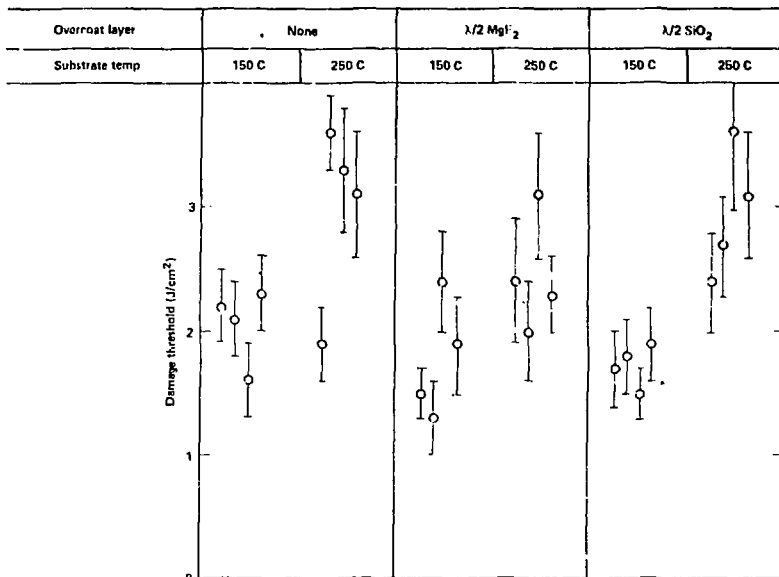 Overcoat layer None λ/2 MgF₂ λ/2 SiO₂
Substrate temp 150 C 250 C 150 C 250 C 150 C 250 C
Damage threshold (J/cm²)
3
2
1